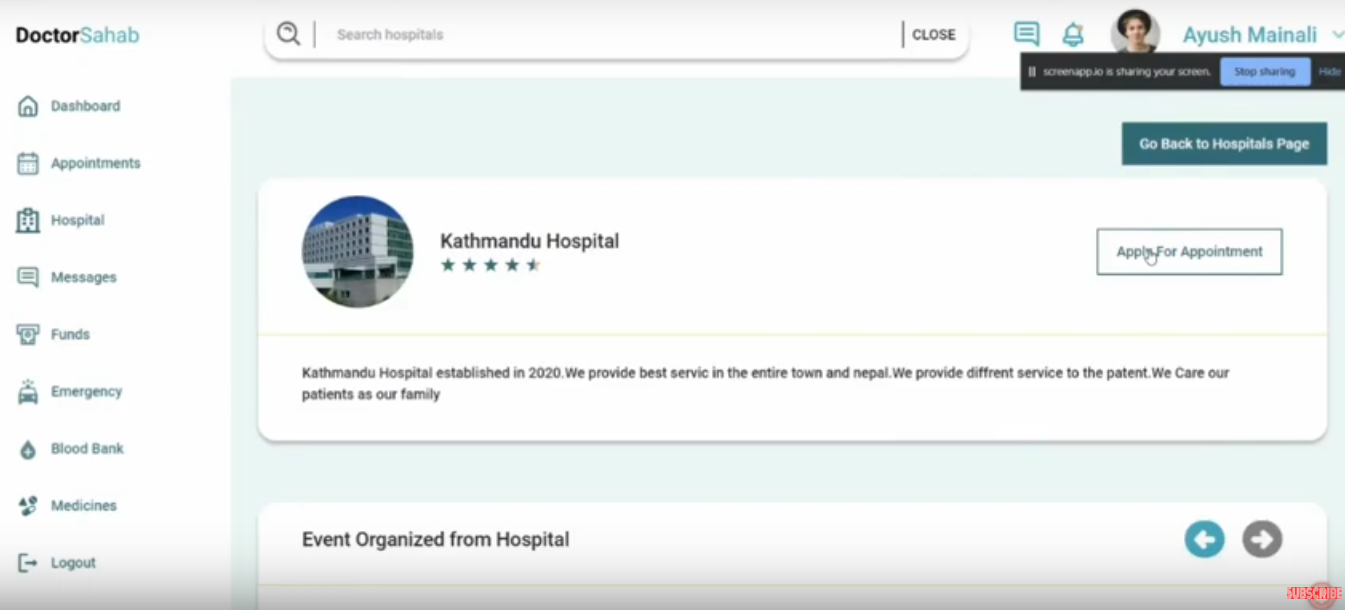 DoctorSahab
Search hospitals
CLOSE
Ayush Mainali
screenapp.io is sharing your screen.
Stop sharing
Hide
Dashboard
Appointments
Hospital
Messages
Funds
Emergency
Blood Bank
Medicines
Logout
Go Back to Hospitals Page
Kathmandu Hospital
Apply For Appointment
Kathmandu Hospital established in 2020.We provide best servic in the entire town and nepal.We provide diffrent service to the patent.We Care our
patients as our family
Event Organized from Hospital
SUBSCRIBE